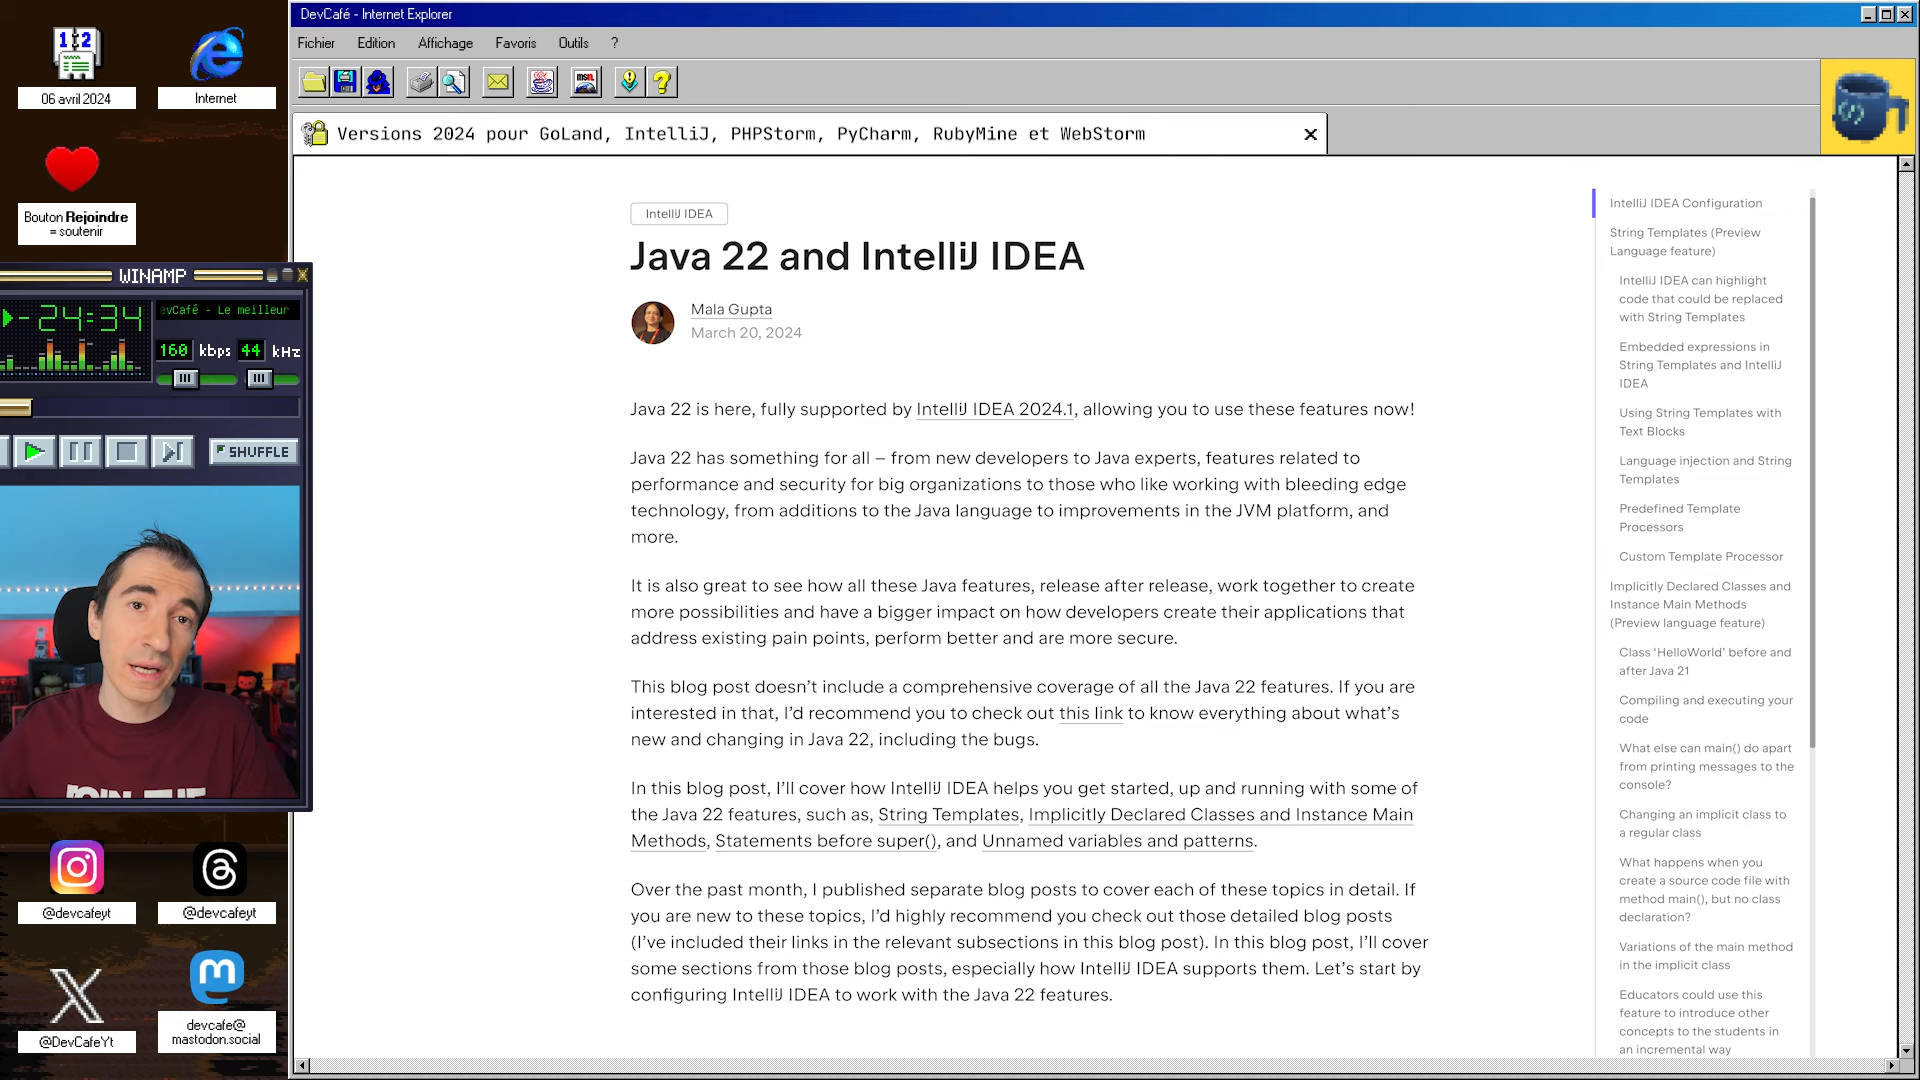 DevCafé - Internet Explorer
Fichier Edition Affichage Favoris Outils ?
msn
Versions 2024 pour GoLand, IntelliJ, PHPStorm, PyCharm, RubyMine et WebStorm
12
06 avril 2024
Internet
Bouton Rejoindre
= soutenir
WINAMP
-24:34
evCafé - Le meilleur
160 kbps 44 kHz
SHUFFLE
JOIN THE
@devcafeyt
@devcafeyt
@DevCafeYt
devcafe@
mastodon.social
IntelliJ IDEA
Java 22 and IntelliJ IDEA
Mala Gupta
March 20, 2024
Java 22 is here, fully supported by IntelliJ IDEA 2024.1, allowing you to use these features now!
Java 22 has something for all – from new developers to Java experts, features related to
performance and security for big organizations to those who like working with bleeding edge
technology, from additions to the Java language to improvements in the JVM platform, and
more.
It is also great to see how all these Java features, release after release, work together to create
more possibilities and have a bigger impact on how developers create their applications that
address existing pain points, perform better and are more secure.
This blog post doesn’t include a comprehensive coverage of all the Java 22 features. If you are
interested in that, I’d recommend you to check out this link to know everything about what’s
new and changing in Java 22, including the bugs.
In this blog post, I’ll cover how IntelliJ IDEA helps you get started, up and running with some of
the Java 22 features, such as, String Templates, Implicitly Declared Classes and Instance Main
Methods, Statements before super(), and Unnamed variables and patterns.
Over the past month, I published separate blog posts to cover each of these topics in detail. If
you are new to these topics, I’d highly recommend you check out those detailed blog posts
(I’ve included their links in the relevant subsections in this blog post). In this blog post, I’ll cover
some sections from those blog posts, especially how IntelliJ IDEA supports them. Let’s start by
configuring IntelliJ IDEA to work with the Java 22 features.
IntelliJ IDEA Configuration
String Templates (Preview
Language feature)
IntelliJ IDEA can highlight
code that could be replaced
with String Templates
Embedded expressions in
String Templates and IntelliJ
IDEA
Using String Templates with
Text Blocks
Language injection and String
Templates
Predefined Template
Processors
Custom Template Processor
Implicitly Declared Classes and
Instance Main Methods
(Preview language feature)
Class ‘HelloWorld’ before and
after Java 21
Compiling and executing your
code
What else can main() do apart
from printing messages to the
console?
Changing an implicit class to
a regular class
What happens when you
create a source code file with
method main(), but no class
declaration?
Variations of the main method
in the implicit class
Educators could use this
feature to introduce other
concepts to the students in
an incremental way